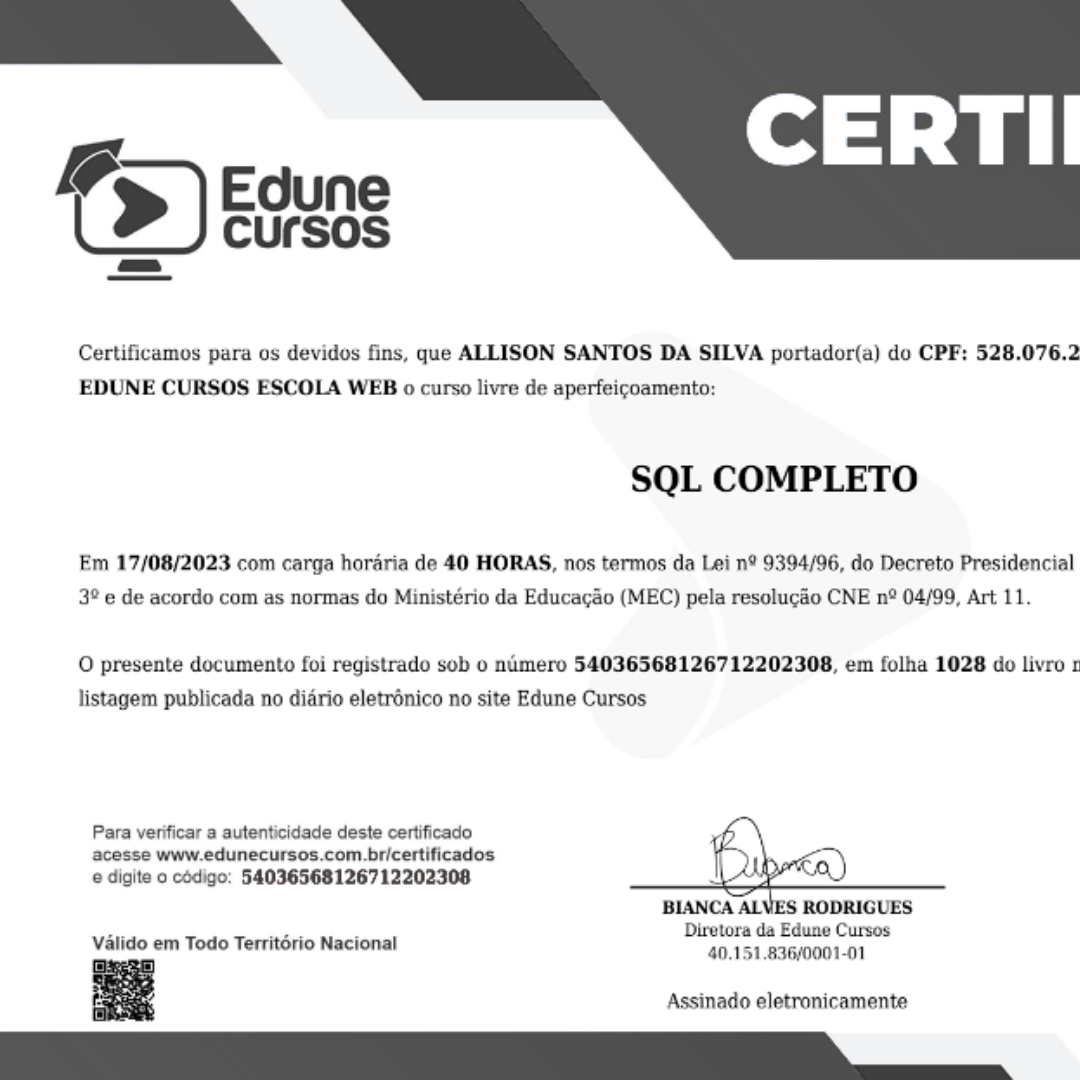 CERTI
Edune
cursos
Certificamos para os devidos fins, que ALLISON SANTOS DA SILVA portador(a) do CPF: 528.076.2
EDUNE CURSOS ESCOLA WEB o curso livre de aperfeiçoamento:
SQL COMPLETO
Em 17/08/2023 com carga horária de 40 HORAS, nos termos da Lei nº 9394/96, do Decreto Presidencial
3º e de acordo com as normas do Ministério da Educação (MEC) pela resolução CNE nº 04/99, Art 11.
O presente documento foi registrado sob o número 54036568126712202308, em folha 1028 do livro
listagem publicada no diário eletrônico no site Edune Cursos
Para verificar a autenticidade deste certificado
acesse www.edunecursos.com.br/certificados
e digite o código: 54036568126712202308
Válido em Todo Território Nacional
Bianca
BIANCA ALVES RODRIGUES
Diretora da Edune Cursos
40.151.836/0001-01
Assinado eletronicamente